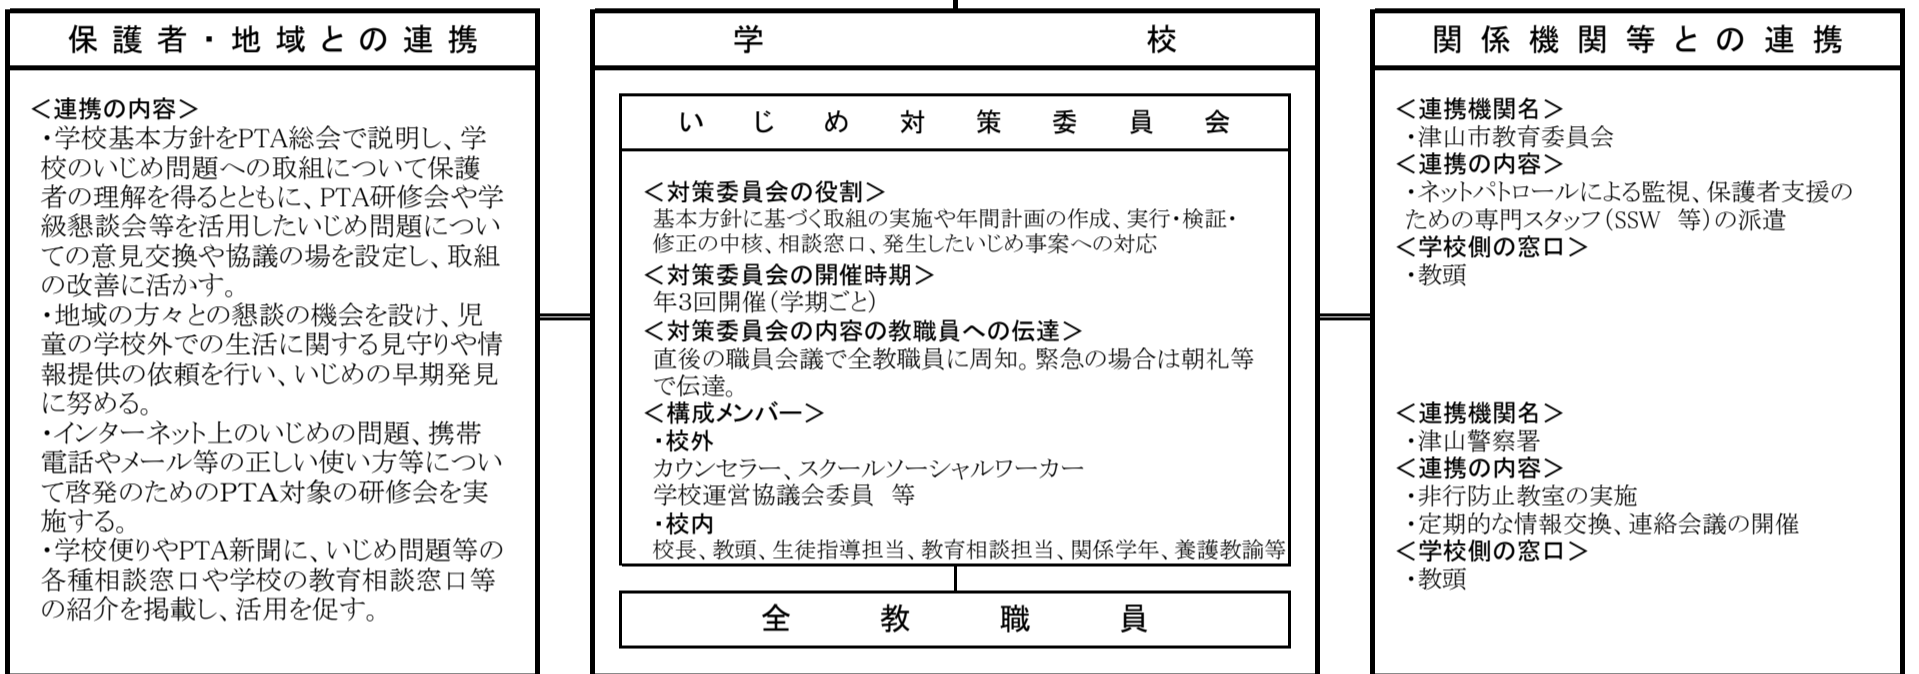 保護者・地域との連携
＜連携の内容＞
・学校基本方針をPTA総会で説明し、学
校のいじめ問題への取組について保護
者の理解を得るとともに、PTA研修会や学
級懇談会等を活用したいじめ問題につい
ての意見交換や協議の場を設定し、取組
の改善に活かす。
・地域の方々との懇談の機会を設け、児
童の学校外での生活に関する見守りや情
報提供の依頼を行い、いじめの早期発見
に努める。
・インターネット上のいじめの問題、携帯
電話やメール等の正しい使い方等につい
て啓発のためのPTA対象の研修会を実
施する。
・学校便りやPTA新聞に、いじめ問題等の
各種相談窓口や学校の教育相談窓口等
の紹介を掲載し、活用を促す。
学校
いじめ対策委員会
＜対策委員会の役割＞
基本方針に基づく取組の実施や年間計画の作成、実行・検証・
修正の中核、相談窓口、発生したいじめ事案への対応
＜対策委員会の開催時期＞
年3回開催（学期ごと）
＜対策委員会の内容の教職員への伝達＞
直後の職員会議で全教職員に周知。緊急の場合は朝礼等
で伝達。
＜構成メンバー＞
・校外
カウンセラー、スクールソーシャルワーカー
学校運営協議会委員　等
・校内
校長、教頭、生徒指導担当、教育相談担当、関係学年、養護教諭等
全教職員
関係機関等との連携
＜連携機関名＞
・津山市教育委員会
＜連携の内容＞
・ネットパトロールによる監視、保護者支援の
ための専門スタッフ（SSW　等）の派遣
＜学校側の窓口＞
・教頭
＜連携機関名＞
・津山警察署
＜連携の内容＞
・非行防止教室の実施
・定期的な情報交換、連絡会議の開催
＜学校側の窓口＞
・教頭